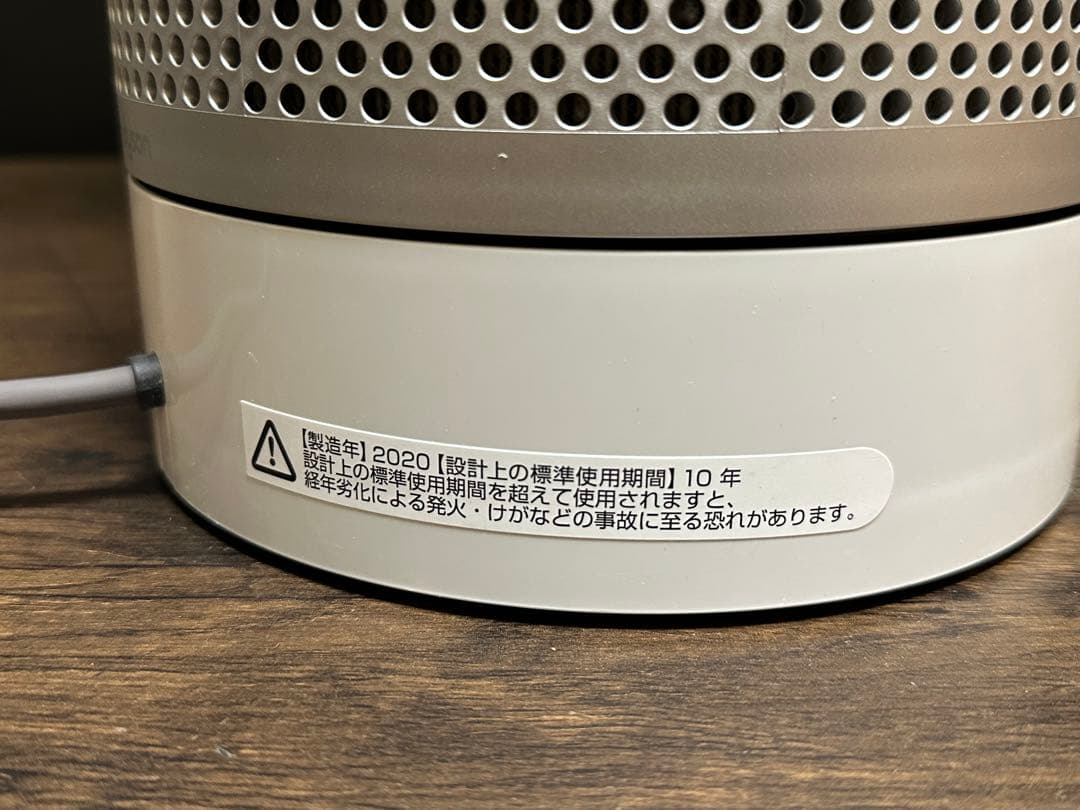 【製造年】2020【設計上の標準使用期間】10 年
設計上の標準使用期間を超えて使用されますと、
経年劣化による発火・けがなどの事故に至る恐れがあります。